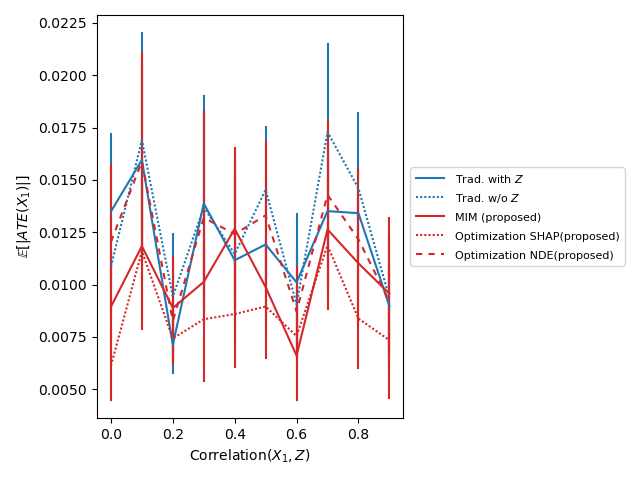 0.0225
0.0200
0.0175
0.0150
0.0125
0.0100
0.0075
0.0050
𝔼[|ATE(X₁)|]
0.0 0.2 0.4 0.6 0.8
Correlation(X₁, Z)
Trad. with Z
Trad. w/o Z
MIM (proposed)
Optimization SHAP(proposed)
Optimization NDE(proposed)